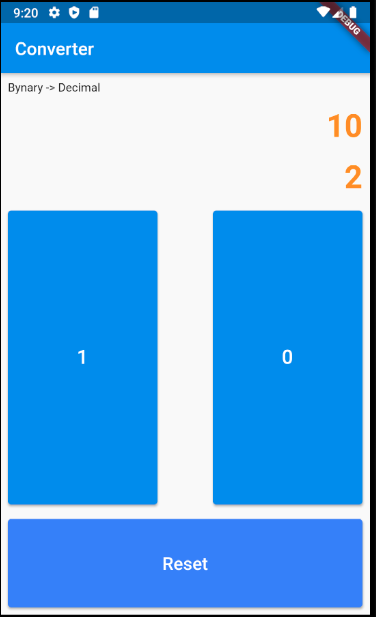 9:20
DEBUG
Converter
Bynary -> Decimal
10
2
1 0
Reset